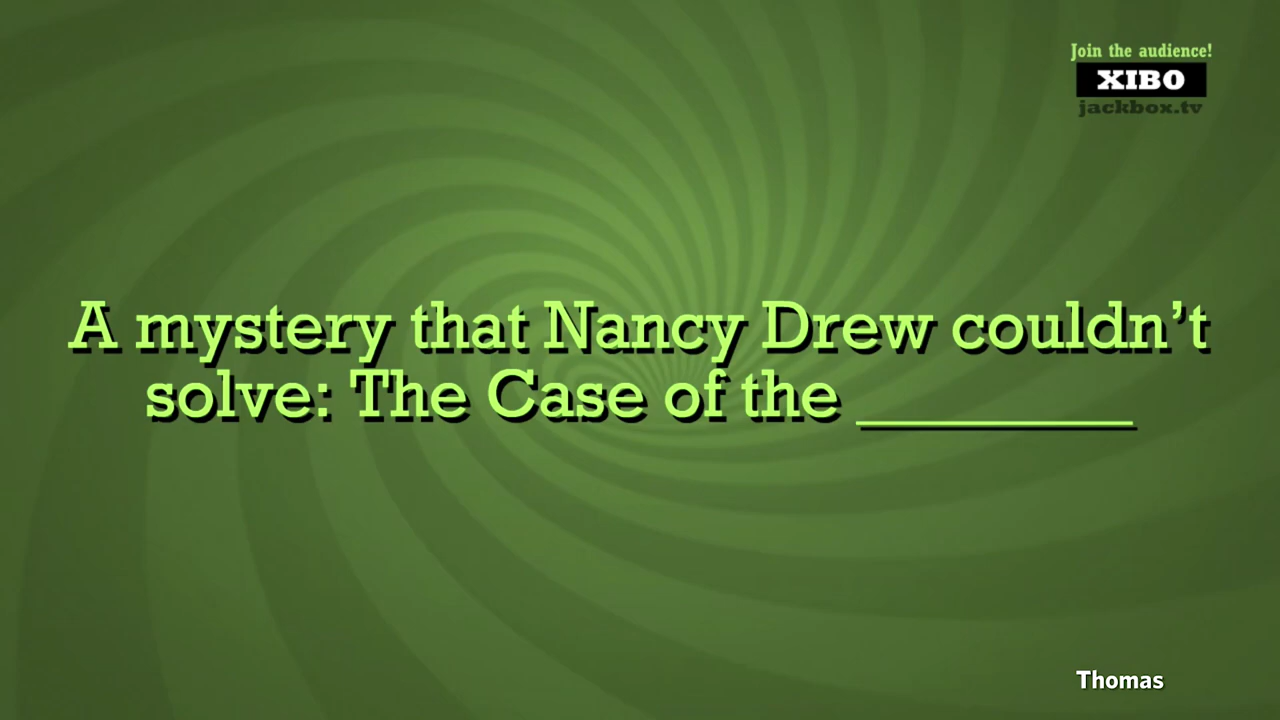 Join the audience!
XIBO
jackbox.tv
A mystery that Nancy Drew couldn’t
solve: The Case of the ________
Thomas